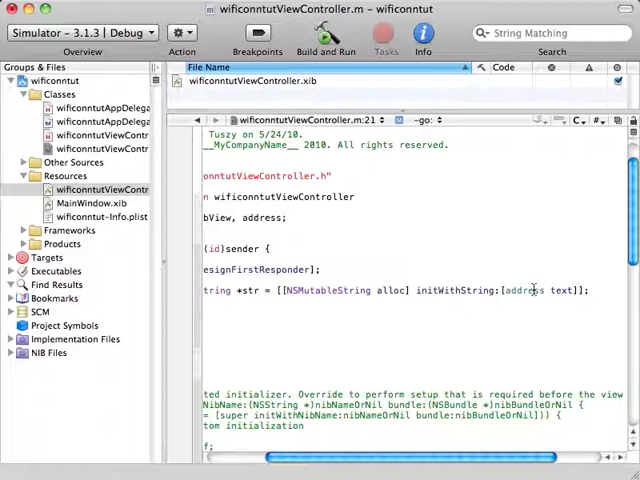 wificonntutViewController.m - wificonntut
Simulator - 3.1.3 | Debug
String Matching
Overview
Action
Breakpoints
Build and Run
Tasks
Info
Search
Groups & Files
File Name
Code
wificonntutViewController.xib
wificonntut
Classes
wificonntutAppDelega
wificonntutAppDelega
wificonntutViewContr
wificonntutViewContr
Other Sources
Resources
wificonntutViewContr
MainWindow.xib
wificonntut-Info.plist
Frameworks
Products
Targets
Executables
Find Results
Bookmarks
SCM
Project Symbols
Implementation Files
NIB Files
wificonntutViewController.m:21
-go:
C
#
Tuszy on 5/24/10.
__MyCompanyName__ 2010. All rights reserved.
onntutViewController.h"
n wificonntutViewController
bView, address;
(id)sender {
esignFirstResponder];
tring *str = [[NSMutableString alloc] initWithString:[address text]];
ted initializer. Override to perform setup that is required before the view
NibName:(NSString *)nibNameOrNil bundle:(NSBundle *)nibBundleOrNil {
= [super initWithNibName:nibNameOrNil bundle:nibBundleOrNil])) {
tom initialization
f;